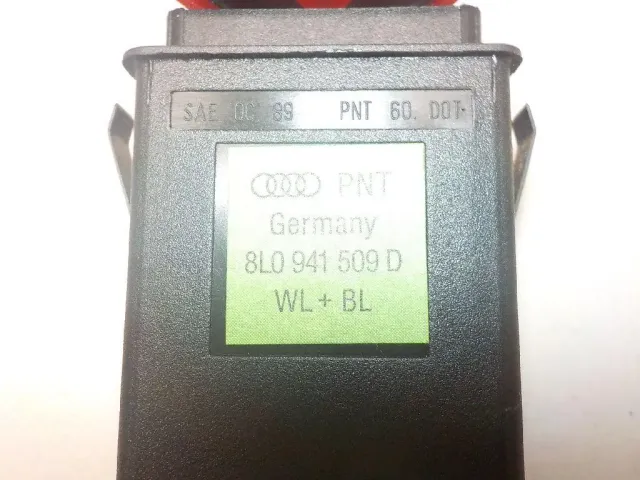 SAE 00 99 PNT 60. DOT.
PNT
Germany
8L0 941 509 D
WL + BL